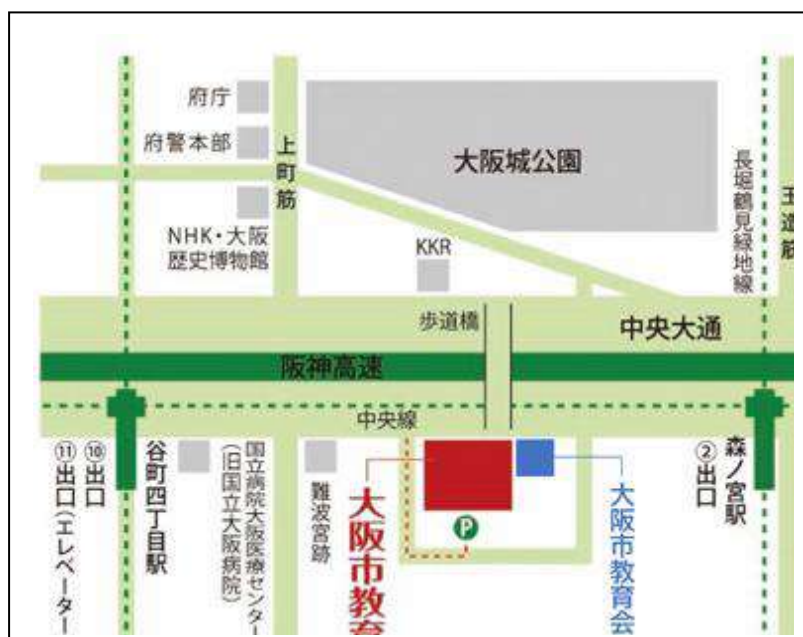 府庁
府警本部
上町筋
大阪城公園
長堀鶴見緑地線
玉造筋
NHK・大阪
歴史博物館
KKR
歩道橋
中央大通
阪神高速
中央線
⑪出口(エレベーター
⑩出口
谷町四丁目駅
国立病院大阪医療センター
(旧国立大阪病院)
難波宮跡
大阪市教育
P
大阪市教育会
②出口
森ノ宮駅